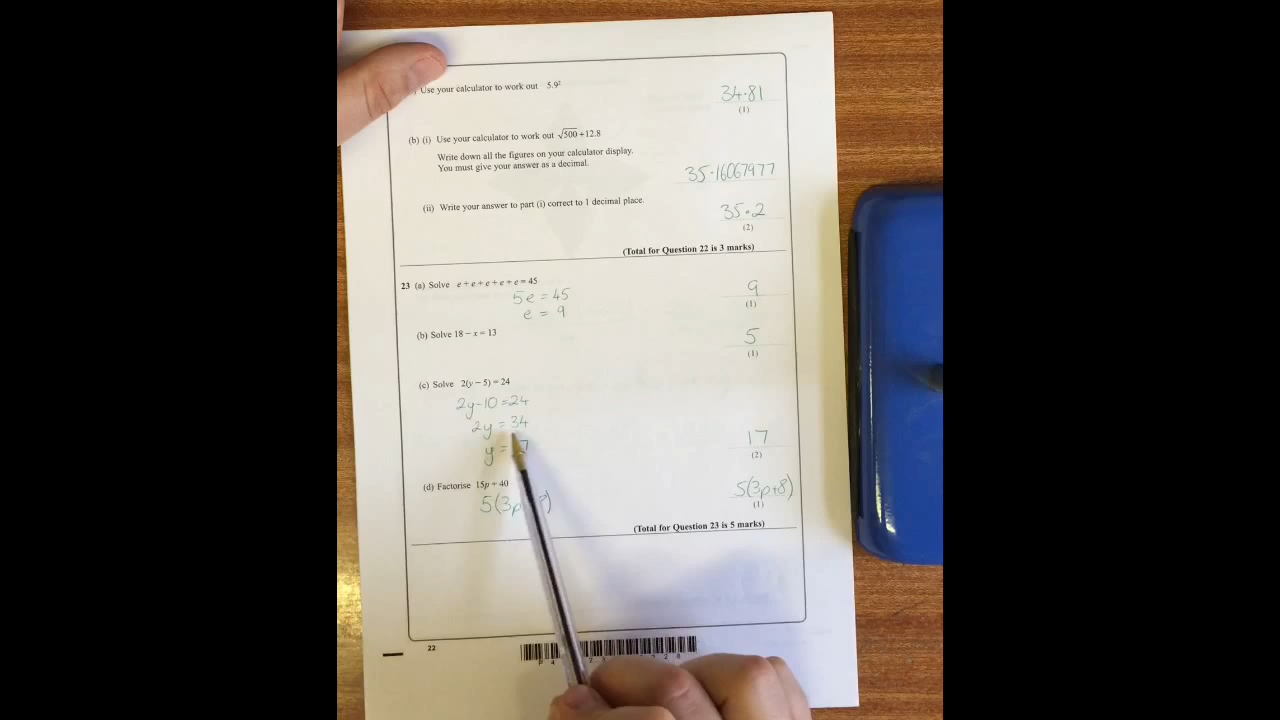 Use your calculator to work out 5.9²
34.81
(1)
(b) (i) Use your calculator to work out √500 + 12.8
Write down all the figures on your calculator display.
You must give your answer as a decimal.
35.16067977
(ii) Write your answer to part (i) correct to 1 decimal place.
35.2
(2)
(Total for Question 22 is 3 marks)
23 (a) Solve e + e + e + e + e = 45
5e = 45
e = 9
9
(1)
(b) Solve 18 – x = 13
5
(1)
(c) Solve 2(y – 5) = 24
2y - 10 = 24
2y = 34
y = 7
17
(2)
(d) Factorise 15p + 40
5(3p )
5(3p+8)
(1)
(Total for Question 23 is 5 marks)
22